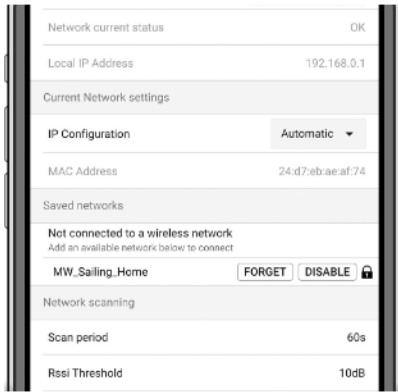 Network current status OK
Local IP Address 192.168.0.1
Current Network settings
IP Configuration Automatic
MAC Address 24:d7:eb:ae:af:74
Saved networks
Not connected to a wireless network
Add an available network below to connect
MW_Sailing_Home FORGET DISABLE
Network scanning
Scan period 60s
Rssi Threshold 10dB